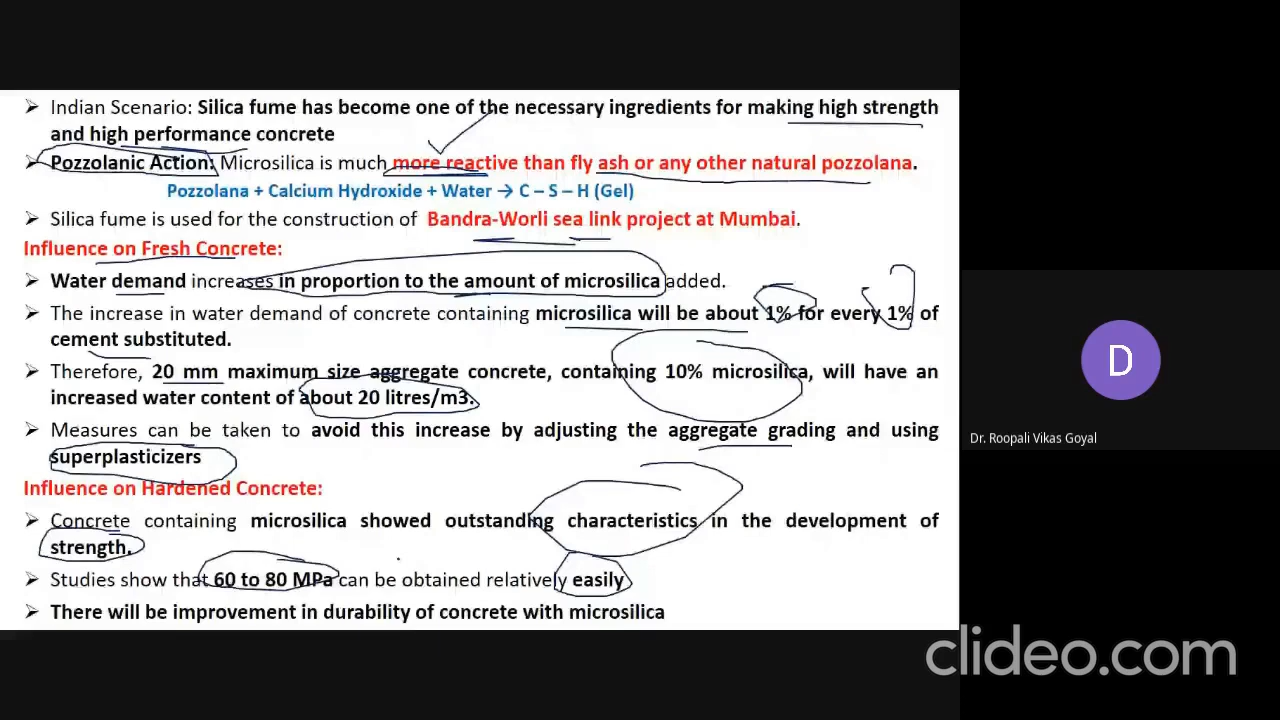 ➢ Indian Scenario: Silica fume has become one of the necessary ingredients for making high strength
and high performance concrete
➢ Pozzolanic Action: Microsilica is much more reactive than fly ash or any other natural pozzolana.
Pozzolana + Calcium Hydroxide + Water → C – S – H (Gel)
➢ Silica fume is used for the construction of Bandra-Worli sea link project at Mumbai.
Influence on Fresh Concrete:
➢ Water demand increases in proportion to the amount of microsilica added.
➢ The increase in water demand of concrete containing microsilica will be about 1% for every 1% of
cement substituted.
➢ Therefore, 20 mm maximum size aggregate concrete, containing 10% microsilica, will have an
increased water content of about 20 litres/m3.
➢ Measures can be taken to avoid this increase by adjusting the aggregate grading and using
superplasticizers
Influence on Hardened Concrete:
➢ Concrete containing microsilica showed outstanding characteristics in the development of
strength.
➢ Studies show that 60 to 80 MPa can be obtained relatively easily
➢ There will be improvement in durability of concrete with microsilica
D
Dr. Roopali Vikas Goyal
clideo.com